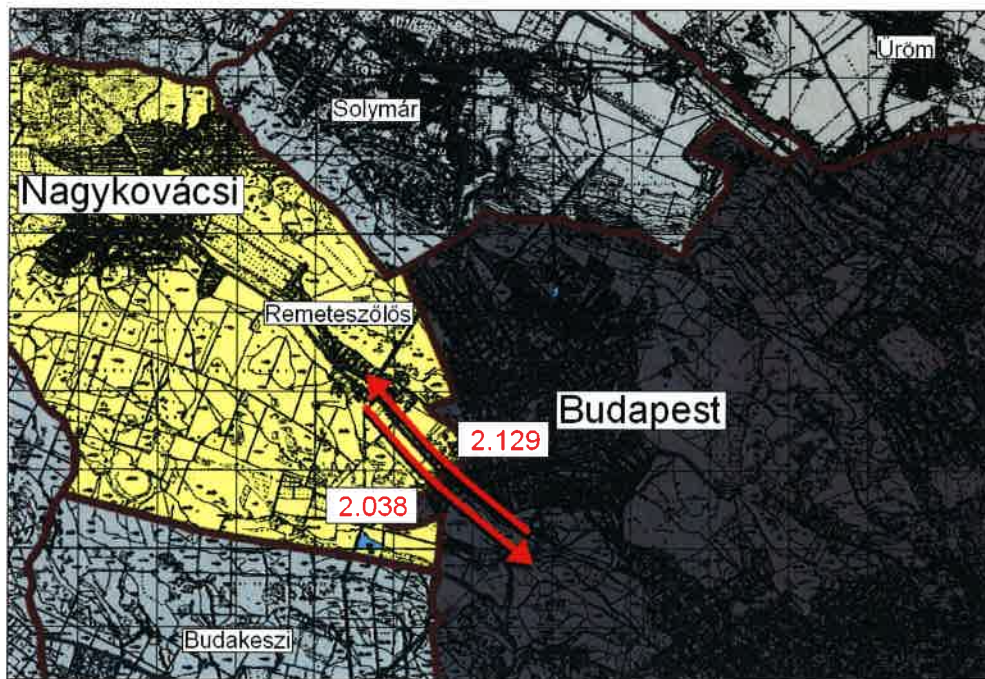 Üröm
Solymár
Nagykovácsi
Remeteszőlős
Budapest
2.129
2.038
Budakeszi